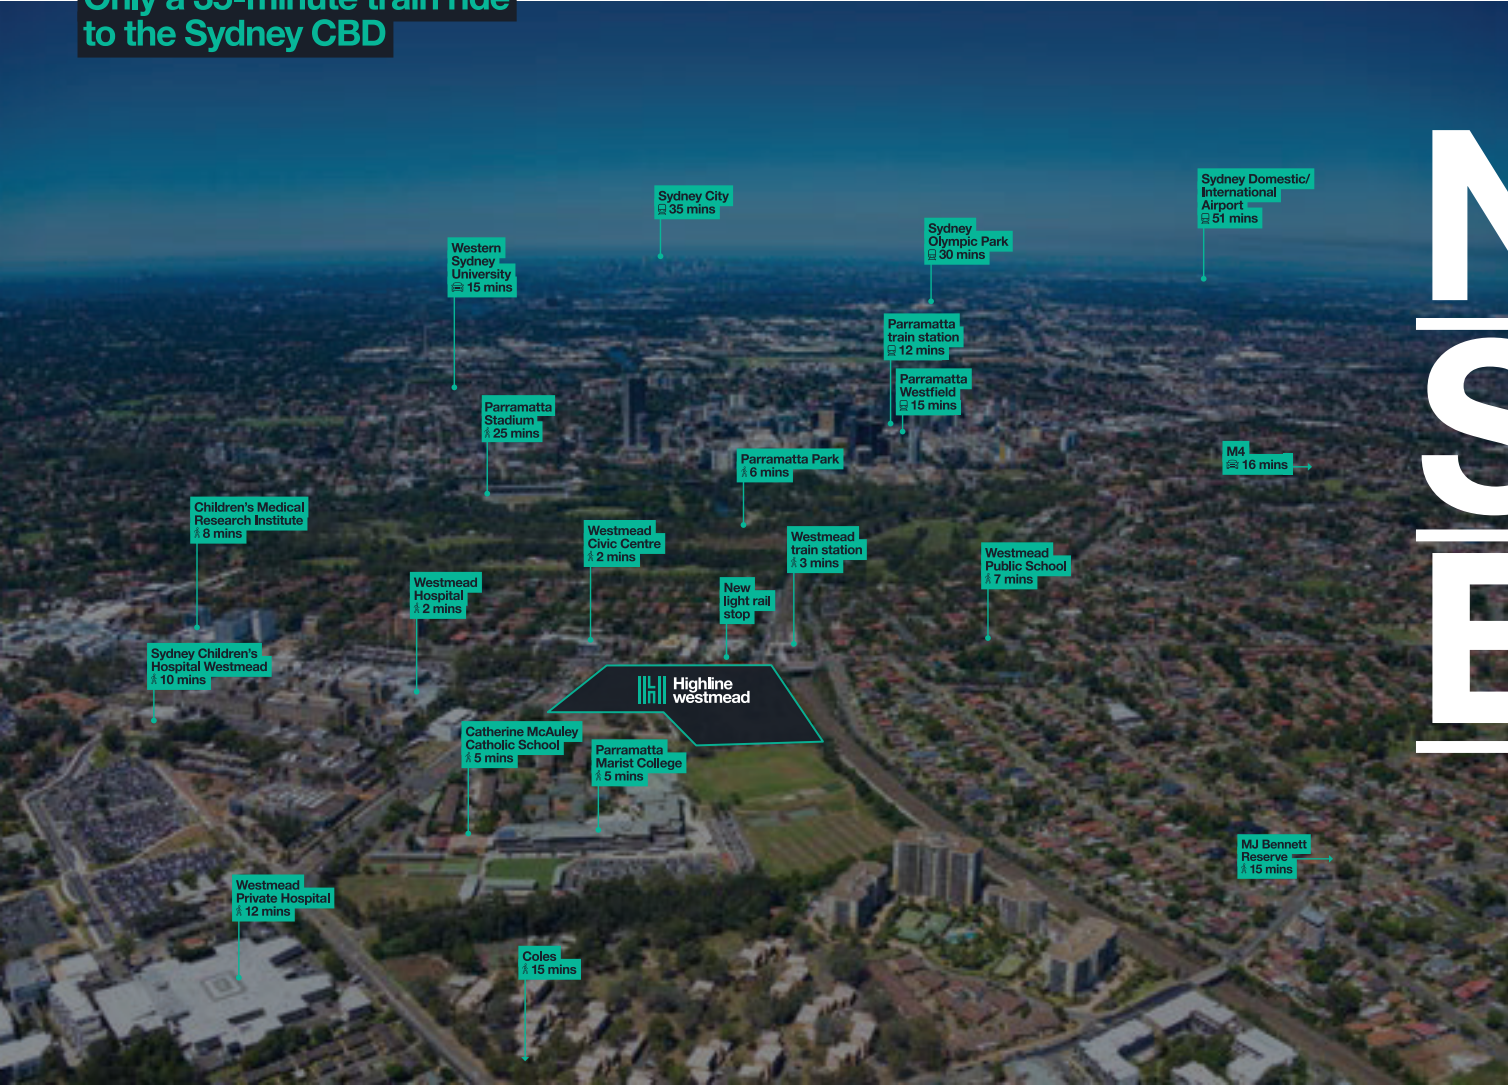 Only a 35-minute train ride
to the Sydney CBD
Sydney City
35 mins
Sydney Domestic/
International
Airport
51 mins
Sydney
Olympic Park
30 mins
Western
Sydney
University
15 mins
Parramatta
train station
12 mins
Parramatta
Westfield
15 mins
Parramatta
Stadium
25 mins
Parramatta Park
6 mins
M4
16 mins
Children's Medical
Research Institute
8 mins
Westmead
Civic Centre
2 mins
Westmead
train station
3 mins
Westmead
Public School
7 mins
Westmead
Hospital
2 mins
New
light rail
stop
Sydney Children's
Hospital Westmead
10 mins
Highline
westmead
Catherine McAuley
Catholic School
5 mins
Parramatta
Marist College
5 mins
MJ Bennett
Reserve
15 mins
Westmead
Private Hospital
12 mins
Coles
15 mins
N
S
E